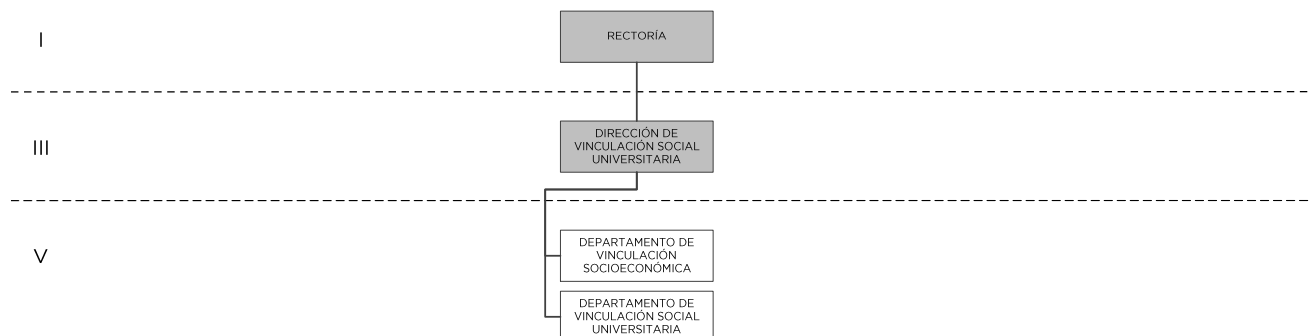 I
RECTORÍA
III
DIRECCIÓN DE
VINCULACIÓN SOCIAL
UNIVERSITARIA
V
DEPARTAMENTO DE
VINCULACIÓN
SOCIOECONÓMICA
DEPARTAMENTO DE
VINCULACIÓN SOCIAL
UNIVERSITARIA